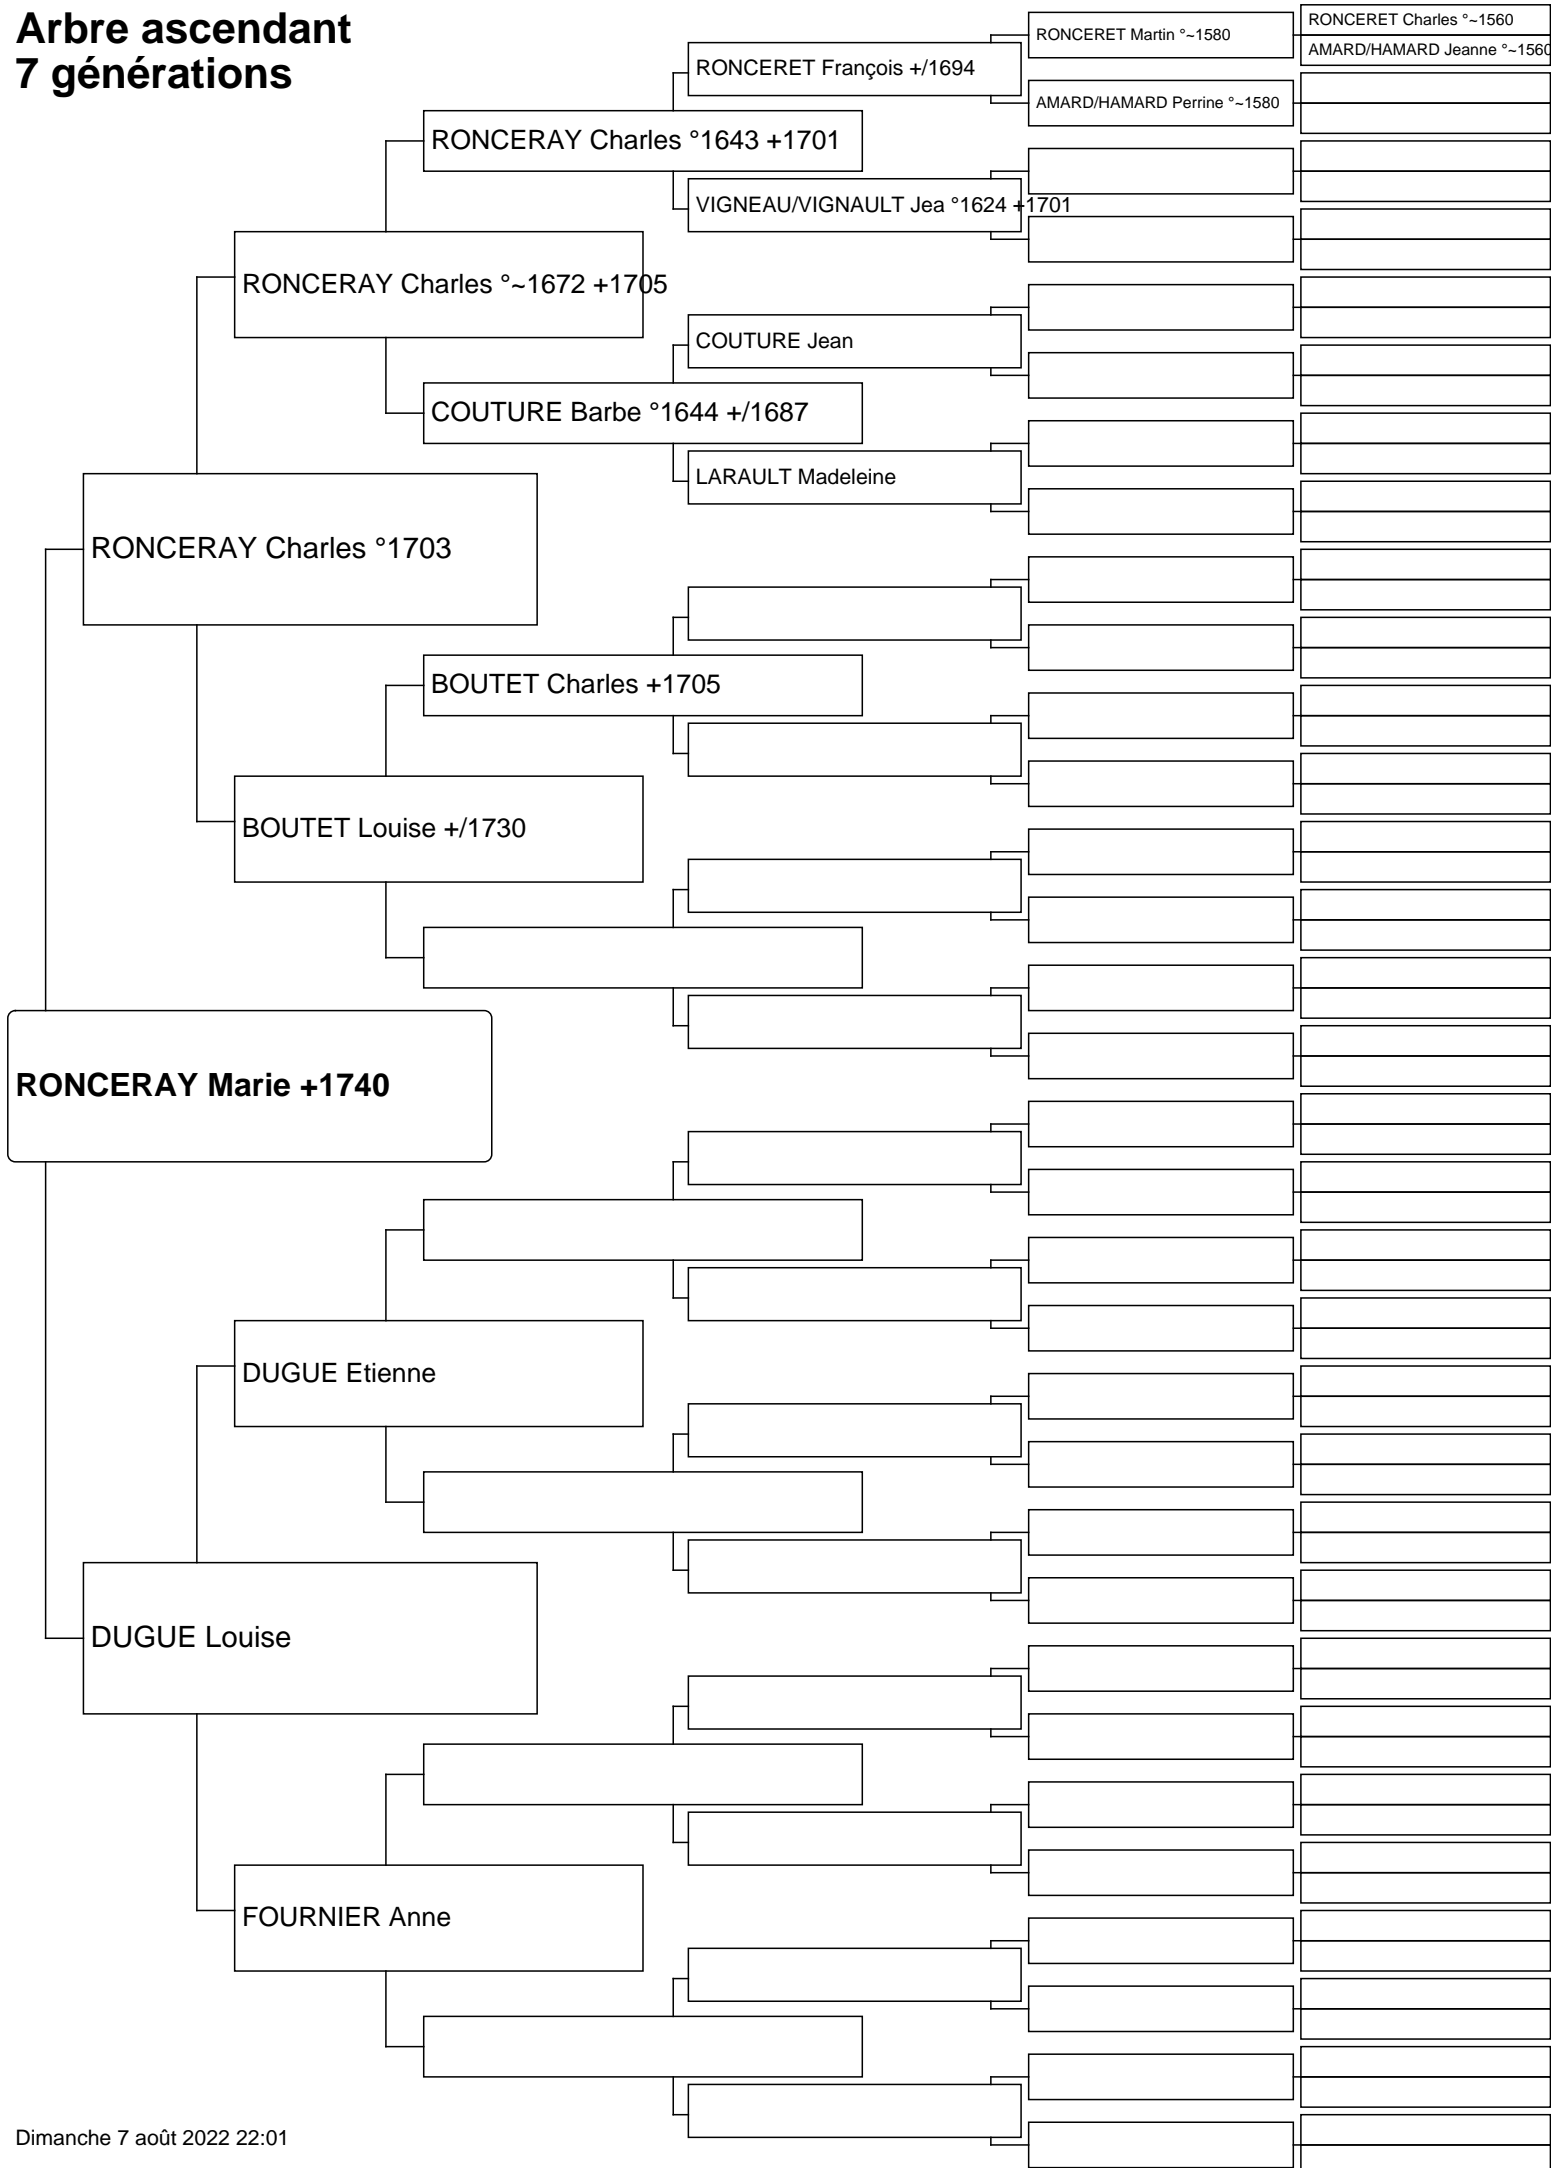 Arbre ascendant
7 générations
RONCERET Charles °~1560
RONCERET Martin °~1580
AMARD/HAMARD Jeanne °~1560
RONCERET François +/1694
AMARD/HAMARD Perrine °~1580
RONCERAY Charles °1643 +1701
VIGNEAU/VIGNAULT Jea °1624 +1701
RONCERAY Charles °~1672 +1705
COUTURE Jean
COUTURE Barbe °1644 +/1687
LARAULT Madeleine
RONCERAY Charles °1703
BOUTET Charles +1705
BOUTET Louise +/1730
RONCERAY Marie +1740
DUGUE Etienne
DUGUE Louise
FOURNIER Anne
Dimanche 7 août 2022 22:01